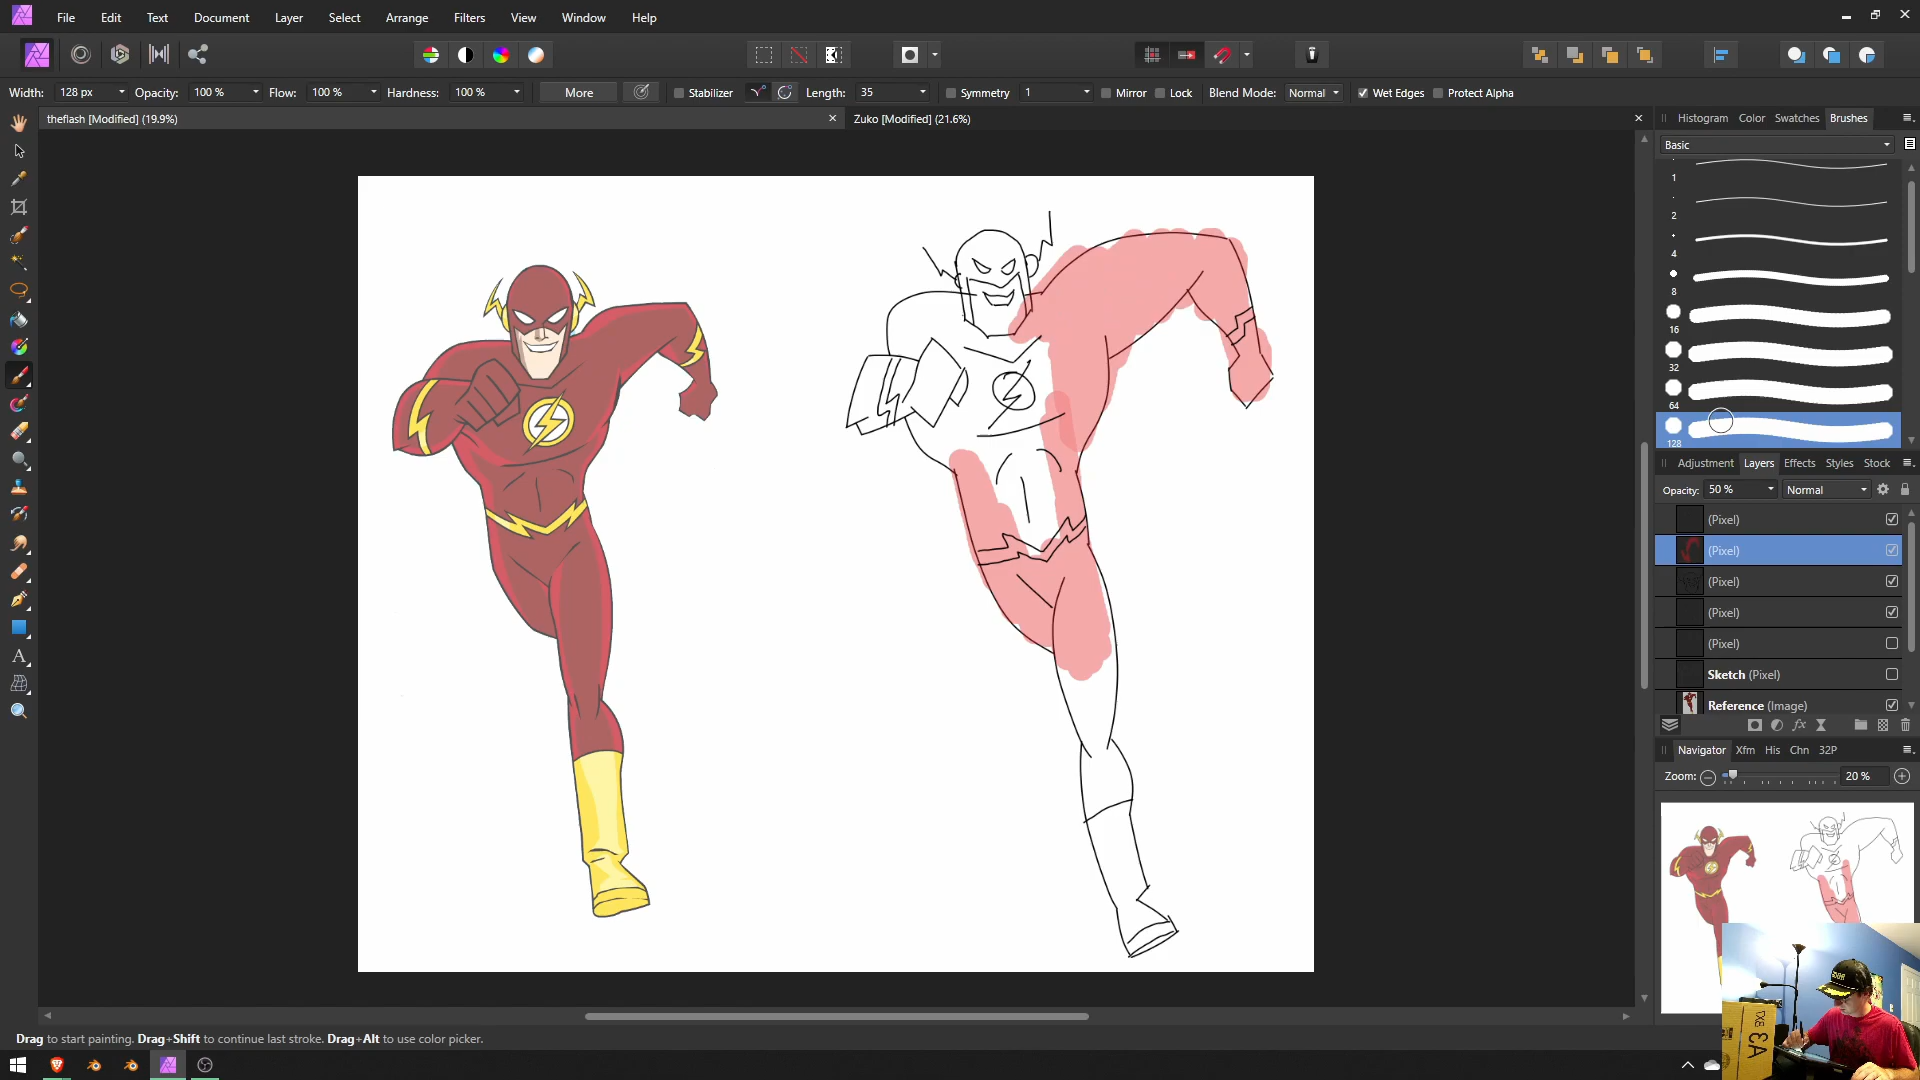 File Edit Text Document Layer Select Arrange Filters View Window Help
Width: 128 px Opacity: 100 % Flow: 100 % Hardness: 100 % More Stabilizer Length: 35 Symmetry 1 Mirror Lock Blend Mode: Normal Wet Edges Protect Alpha
theflash [Modified] (19.9%) Zuko [Modified] (21.6%)
Histogram Color Swatches Brushes
Basic
1
2
4
8
16
32
64
128
Adjustment Layers Effects Styles Stock
Opacity: 50 % Normal
(Pixel)
(Pixel)
(Pixel)
(Pixel)
(Pixel)
Sketch (Pixel)
Reference (Image)
Navigator Xfm His Chn 32P
Zoom: 20 %
Drag to start painting. Drag+Shift to continue last stroke. Drag+Alt to use color picker.